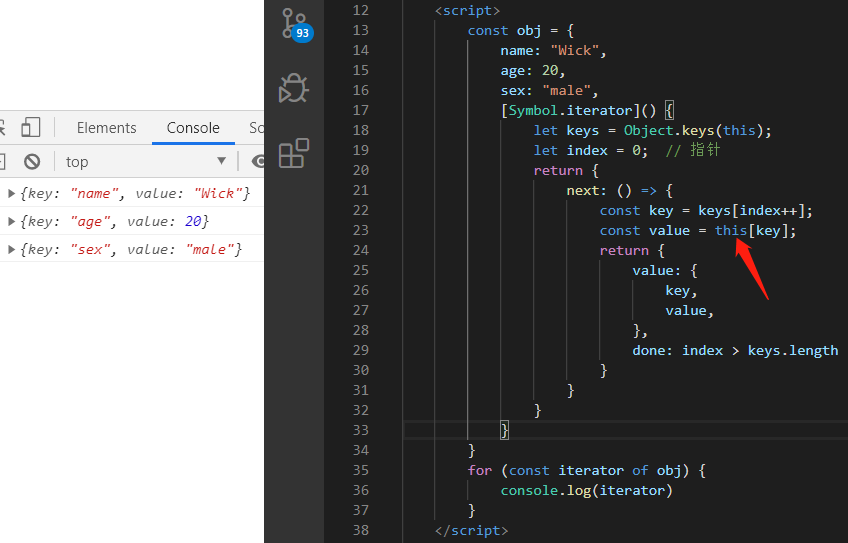 Elements Console So
top
{key: "name", value: "Wick"}
{key: "age", value: 20}
{key: "sex", value: "male"}
93
12 <script>
13 const obj = {
14 name: "Wick",
15 age: 20,
16 sex: "male",
17 [Symbol.iterator]() {
18 let keys = Object.keys(this);
19 let index = 0; // 指针
20 return {
21 next: () => {
22 const key = keys[index++];
23 const value = this[key];
24 return {
25 value: {
26 key,
27 value,
28 },
29 done: index > keys.length
30 }
31 }
32 }
33 }
34 }
35 for (const iterator of obj) {
36 console.log(iterator)
37 }
38 </script>